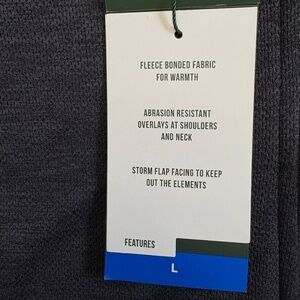 FLEECE BONDED FABRIC
FOR WARMTH
ABRASION RESISTANT
OVERLAYS AT SHOULDERS
AND NECK
STORM FLAP FACING TO KEEP
OUT THE ELEMENTS
FEATURES
L